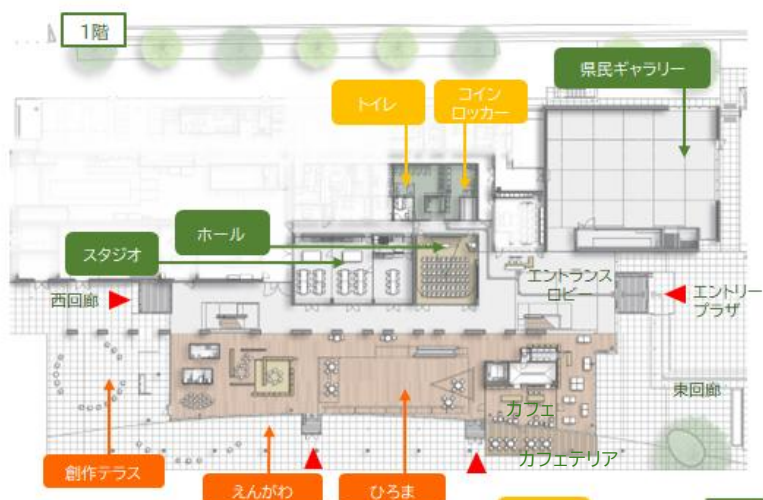 1階
県民ギャラリー
トイレ
コイン
ロッカー
ホール
スタジオ
エントランス
ロビー
西回廊
エントリー
プラザ
東回廊
カフェ
カフェテリア
創作テラス
えんがわ
ひろま